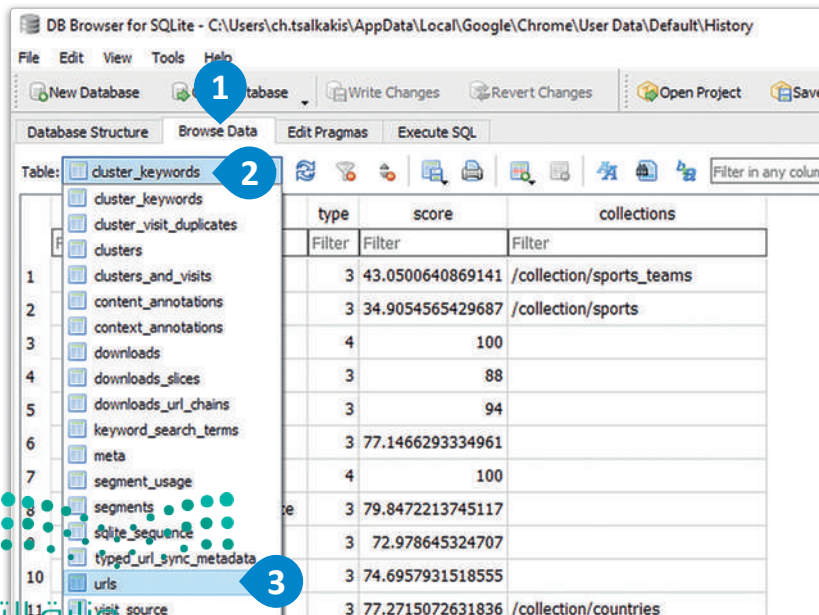 DB Browser for SQLite - C:\Users\ch.tsalkakis\AppData\Local\Google\Chrome\User Data\Default\History
File Edit View Tools Help
New Database 1 tabase Write Changes Revert Changes Open Project Save
Database Structure Browse Data Edit Pragmas Execute SQL
Table: cluster_keywords 2 Filter in any colum
cluster_keywords type score collections
cluster_visit_duplicates
clusters Filter Filter Filter
1 clusters_and_visits 3 43.0500640869141 /collection/sports_teams
2 content_annotations 3 34.9054565429687 /collection/sports
context_annotations
3 downloads 4 100
4 downloads_slices 3 88
5 downloads_url_chains 3 94
6 keyword_search_terms 3 77.1466293334961
meta
7 segment_usage 4 100
8 segments 3 79.8472213745117
9 sqlite_sequence 3 72.978645324707
typed_url_sync_metadata
10 urls 3 3 74.6957931518555
11 visit_source 3 77.2715072631836 /collection/countries